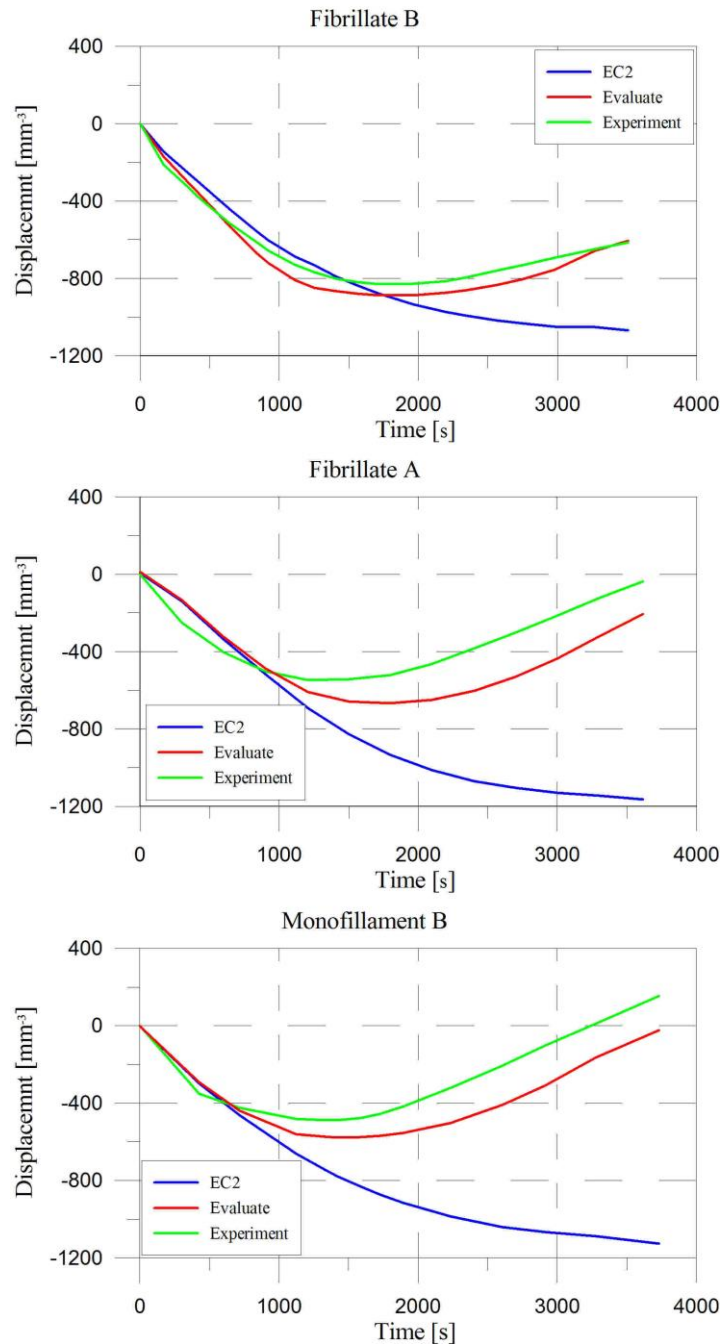 Fibrillate B
400
0
-400
-800
-1200
Displacemnt [mm⁻³]
EC2
Evaluate
Experiment
0 1000 2000 3000 4000
Time [s]
Fibrillate A
400
0
-400
-800
-1200
Displacemnt [mm⁻³]
EC2
Evaluate
Experiment
0 1000 2000 3000 4000
Time [s]
Monofillament B
400
0
-400
-800
-1200
Displacemnt [mm⁻³]
EC2
Evaluate
Experiment
0 1000 2000 3000 4000
Time [s]